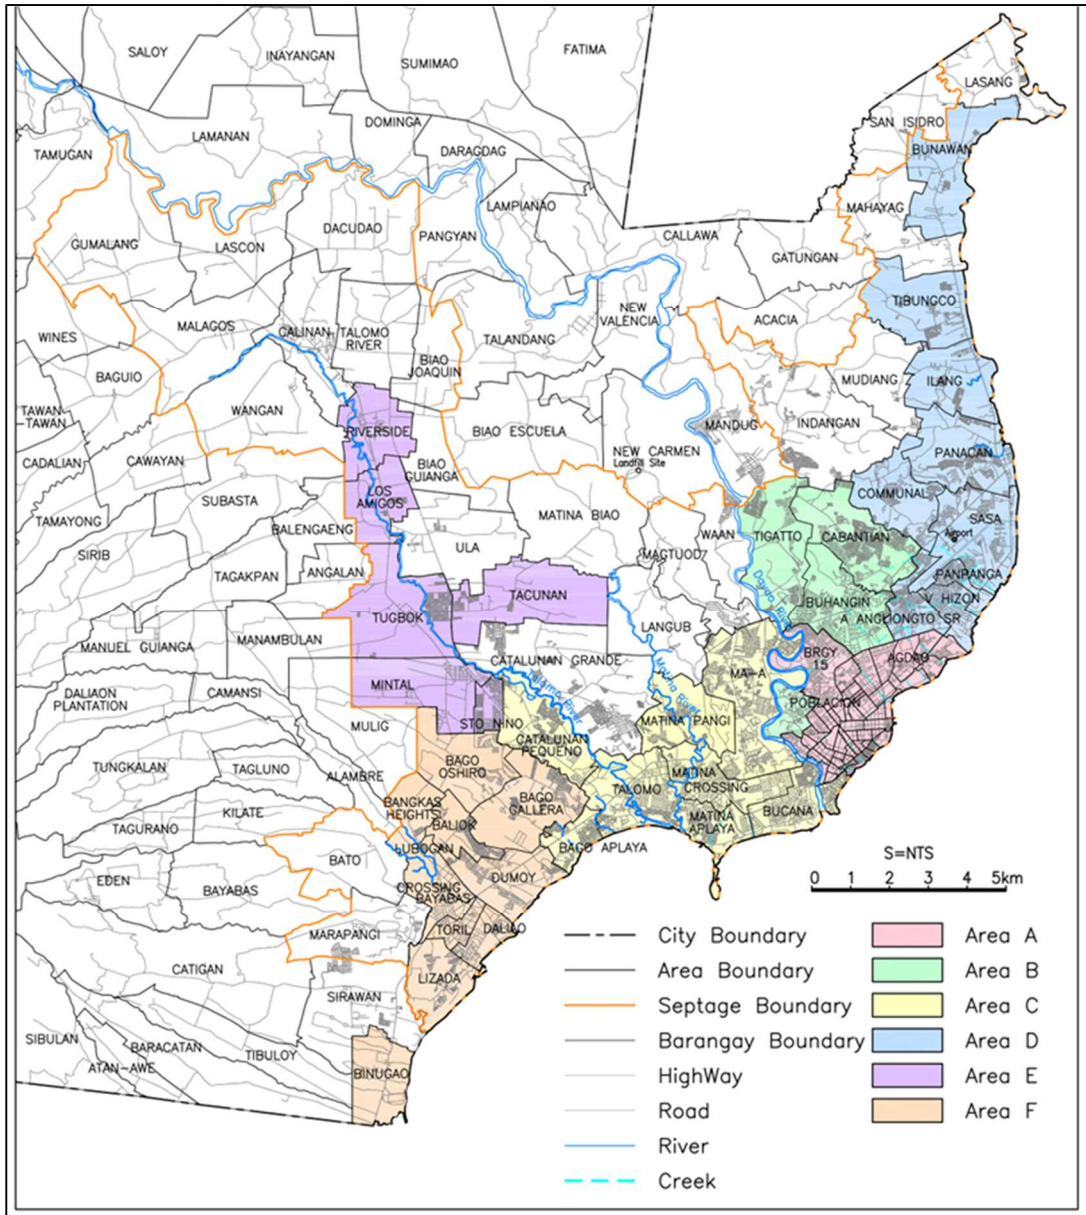 SALOY
INAYANGAN
SUMIMAO
FATIMA
LASANG
SAN ISIDRO
BUNAWAN
LAMANAN
DOMINGA
DARAGDAG
TAMUGAN
LAMPIANAO
MAHAYAG
GUMALANG
LASCON
DACUDAO
PANGYAN
CALLAWA
GATUNGAN
TIBUNGCO
WINES
MALAGOS
CALINAN
TALOMO
RIVER
TALANDANG
NEW
VALENCIA
ACACIA
BAGUIO
BIAO
JOAQUIN
MUDIANG
ILANG
TAWAN-
TAWAN
WANGAN
RIVERSIDE
BIAO ESCUELA
MANDUG
INDANGAN
CADALIAN
CAWAYAN
BIAO
GUIANGA
NEW CARMEN
Landfill Site
PANACAN
SUBASTA
LOS
AMIGOS
COMMUNAL
TAMAYONG
BALENGAENG
MATINA BIAO
SASA
WAAN
TIGATTO
CABANTIAN
Airport
SIRIB
ULA
MAGTUOD
TAGAKPAN
ANGALAN
PANPANGA
Davao River
TACUNAN
BUHANGIN
V HIZON
TUGBOK
A ANGLIONGTO SR
LANGUB
MANUEL GUIANGA
MANAMBULAN
BRGY
15
AGDAO
CATALUNAN GRANDE
MA-A
MINTAL
Talomo River
Matina River
DALIAON
PLANTATION
CAMANSI
POBLACION
MULIG
STO NINO
MATINA PANGI
CATALUNAN
PEQUENO
TUNGKALAN
TAGLUNO
ALAMBRE
BAGO
OSHIRO
MATINA
CROSSING
TALOMO
BANGKAS
HEIGHTS
BAGO
GALLERA
KILATE
BALIOK
MATINA
APLAYA
BUCANA
TAGURANO
LUBOGAN
BAGO APLAYA
BATO
EDEN
BAYABAS
DUMOY
CROSSING
BAYABAS
MARAPANGI
TORIL
DALIAO
CATIGAN
LIZADA
SIRAWAN
SIBULAN
BARACATAN
TIBULOY
ATAN-AWE
BINUGAO
S=NTS
0 1 2 3 5km
City Boundary
Area Boundary
Septage Boundary
Barangay Boundary
HighWay
Road
River
Creek
Area A
Area B
Area C
Area D
Area E
Area F